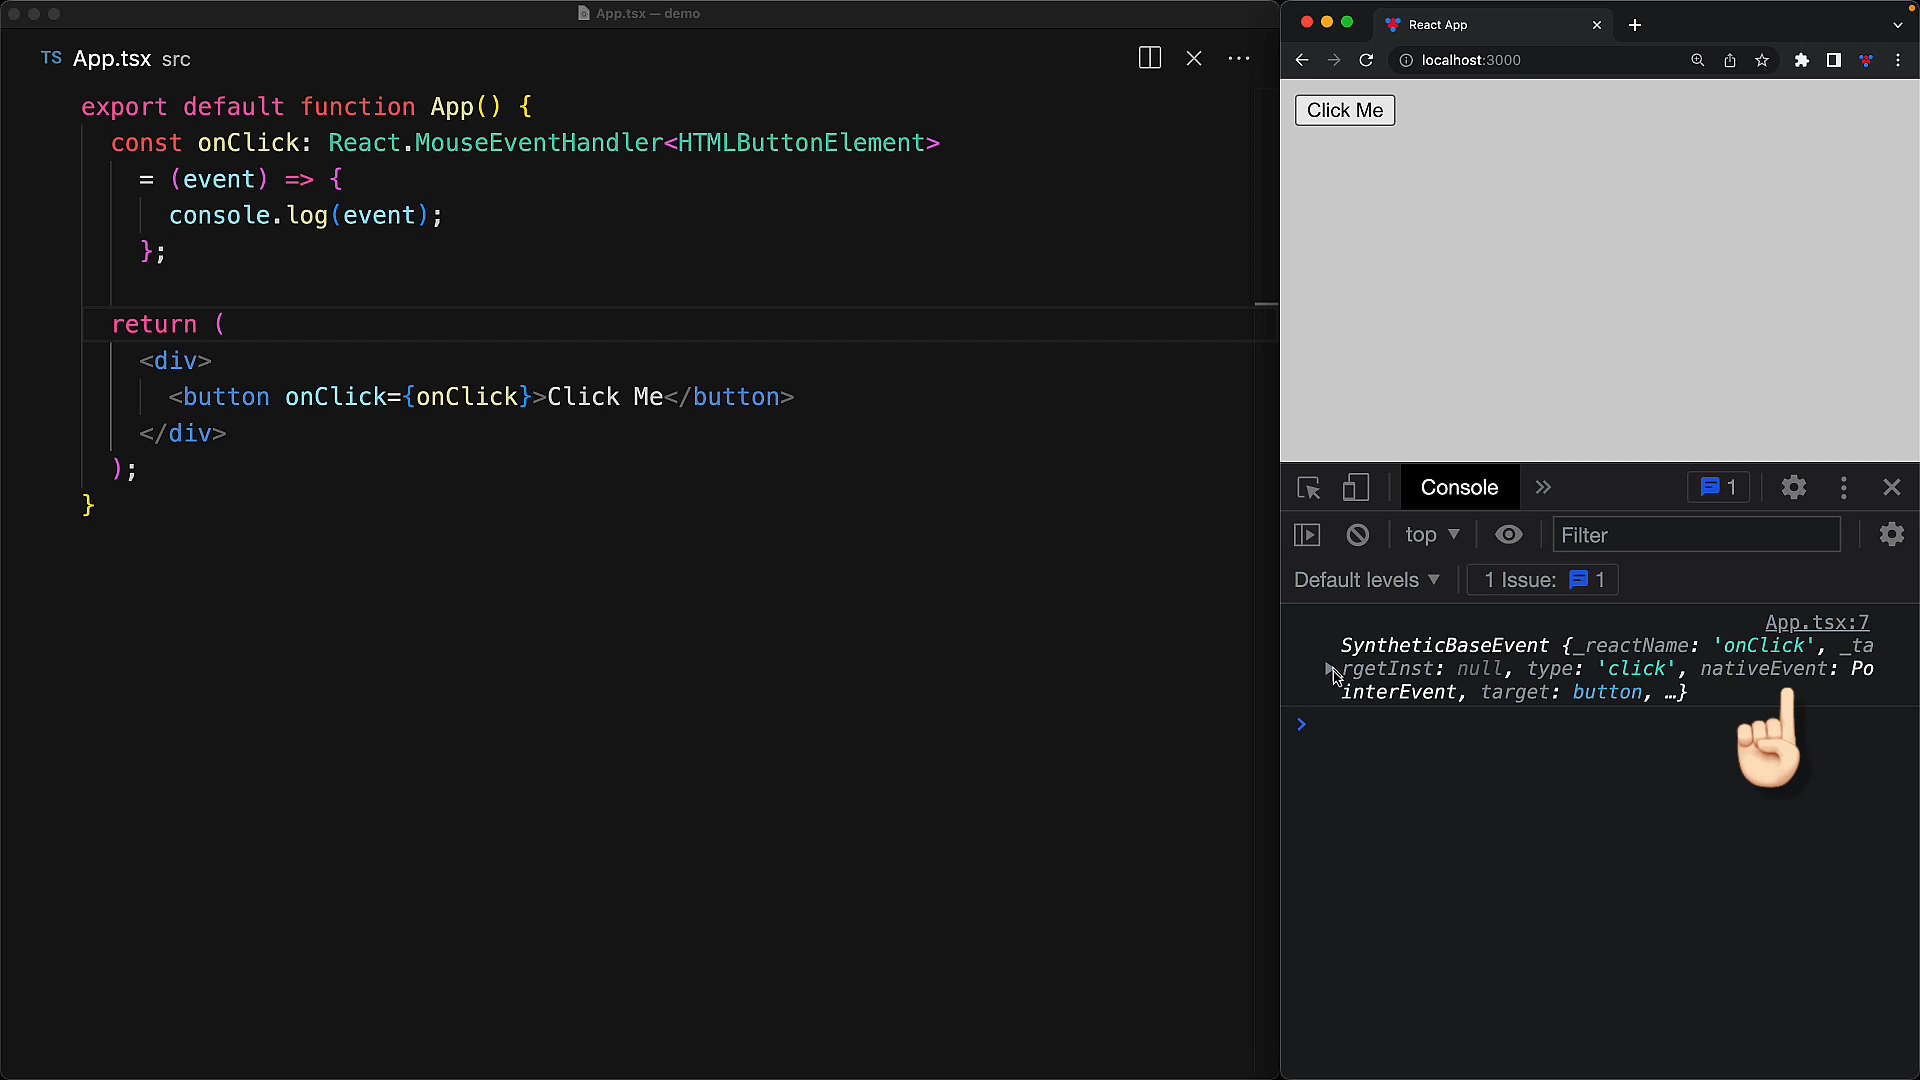 App.tsx — demo
TS App.tsx src
export default function App() {
const onClick: React.MouseEventHandler<HTMLButtonElement>
= (event) => {
console.log(event);
};
return (
<div>
<button onClick={onClick}>Click Me</button>
</div>
);
}
React App
localhost:3000
Click Me
Console
1
top
Filter
Default levels
1 Issue: 1
App.tsx:7
SyntheticBaseEvent {_reactName: 'onClick', _ta
rgetInst: null, type: 'click', nativeEvent: Po
interEvent, target: button, …}